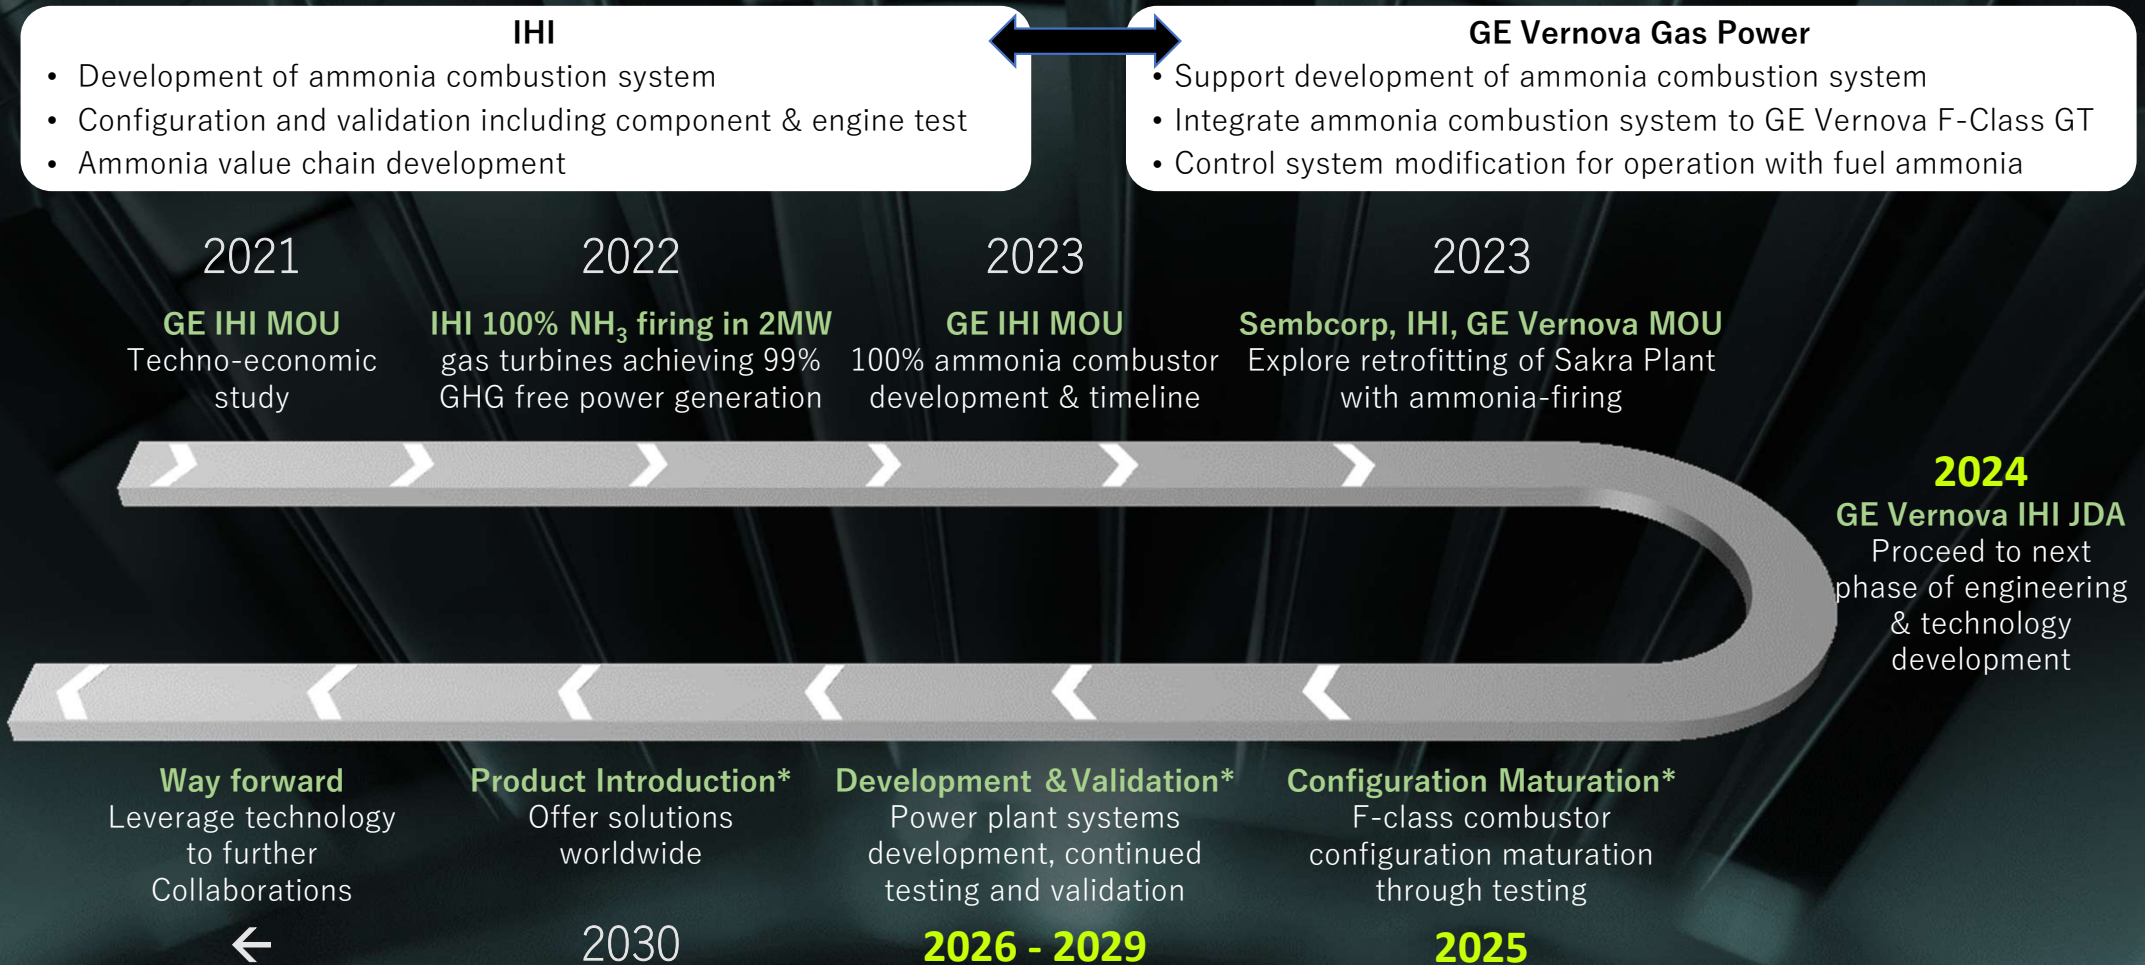 IHI
• Development of ammonia combustion system
• Configuration and validation including component & engine test
• Ammonia value chain development
GE Vernova Gas Power
• Support development of ammonia combustion system
• Integrate ammonia combustion system to GE Vernova F-Class GT
• Control system modification for operation with fuel ammonia
2021
GE IHI MOU
Techno-economic
study
2022
IHI 100% NH₃ firing in 2MW
gas turbines achieving 99%
GHG free power generation
2023
GE IHI MOU
100% ammonia combustor
development & timeline
2023
Sembcorp, IHI, GE Vernova MOU
Explore retrofitting of Sakra Plant
with ammonia-firing
2024
GE Vernova IHI JDA
Proceed to next
phase of engineering
& technology
development
Configuration Maturation*
F-class combustor
configuration maturation
through testing
2025
Development & Validation*
Power plant systems
development, continued
testing and validation
2026 - 2029
Product Introduction*
Offer solutions
worldwide
2030
Way forward
Leverage technology
to further
Collaborations
←